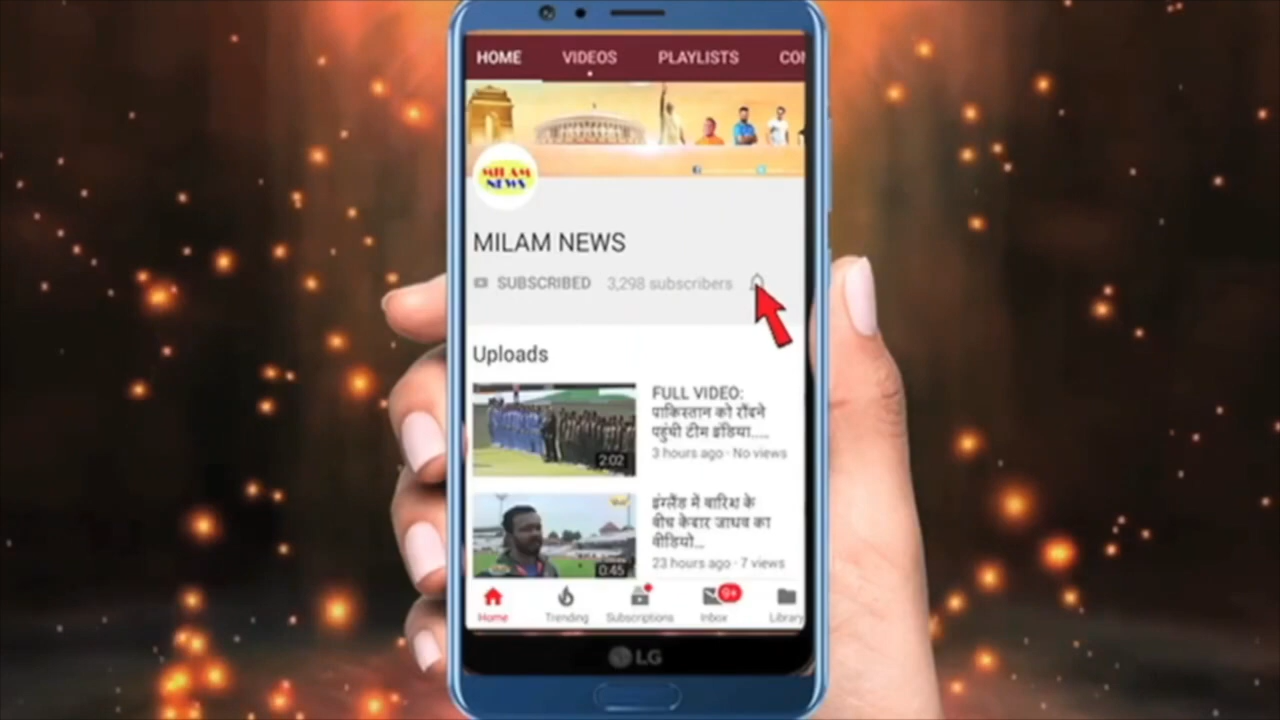 HOME VIDEOS PLAYLISTS CON
MILAM
NEWS
MILAM NEWS
SUBSCRIBED 3,298 subscribers
Uploads
FULL VIDEO:
पाकिस्तान को रौंदने
पहुंची टीम इंडिया.....
3 hours ago · No views
2:02
इंग्लैंड में बारिश के
बीच केदार जाधव का
वीडियो...
23 hours ago · 7 views
0:45
9+
Home Trending Subscriptions Inbox Library
LG